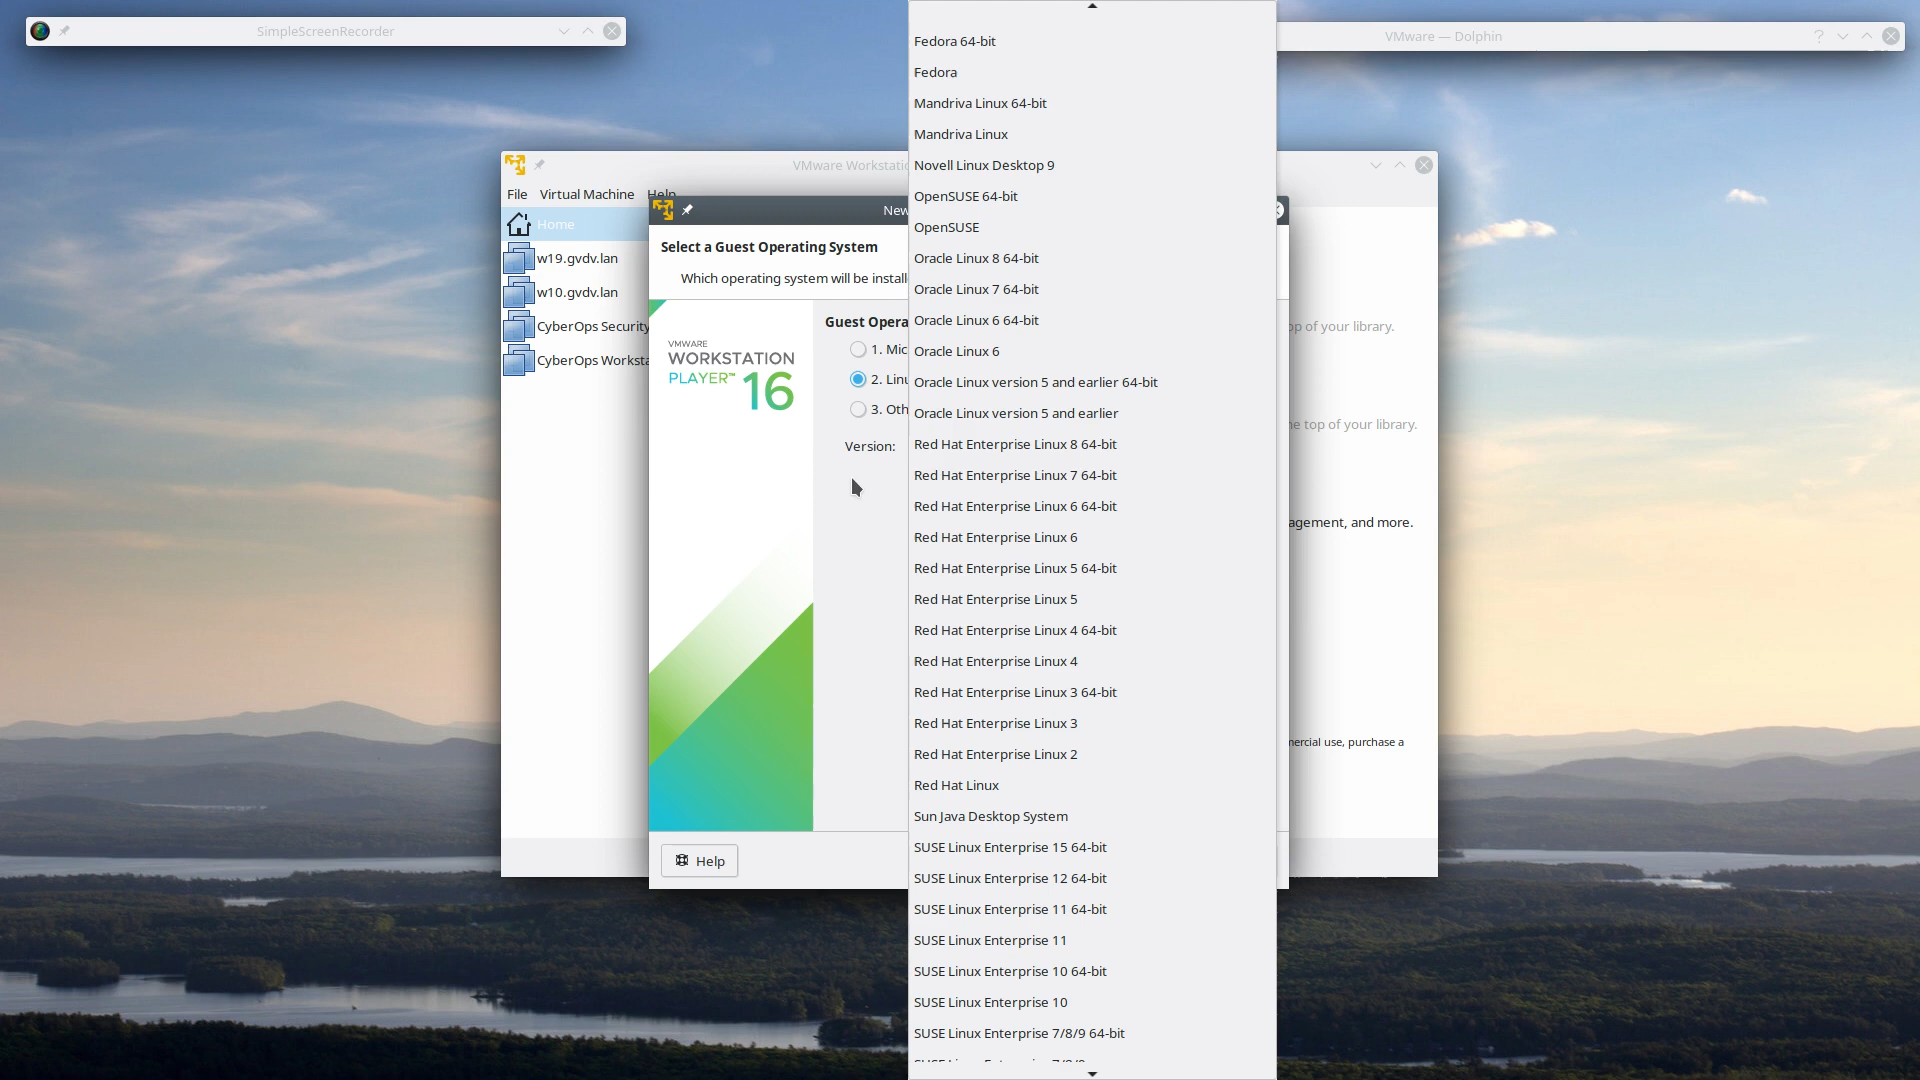 SimpleScreenRecorder
VMware — Dolphin
VMware Workstatio
File Virtual Machine Help
Home
w19.gvdv.lan
w10.gvdv.lan
CyberOps Security
CyberOps Worksta
New
Select a Guest Operating System
Which operating system will be install
VMWARE
WORKSTATION
PLAYER™ 16
Guest Opera
1. Mic
2. Linu
3. Oth
Version:
Help
Fedora 64-bit
Fedora
Mandriva Linux 64-bit
Mandriva Linux
Novell Linux Desktop 9
OpenSUSE 64-bit
OpenSUSE
Oracle Linux 8 64-bit
Oracle Linux 7 64-bit
Oracle Linux 6 64-bit
Oracle Linux 6
Oracle Linux version 5 and earlier 64-bit
Oracle Linux version 5 and earlier
Red Hat Enterprise Linux 8 64-bit
Red Hat Enterprise Linux 7 64-bit
Red Hat Enterprise Linux 6 64-bit
Red Hat Enterprise Linux 6
Red Hat Enterprise Linux 5 64-bit
Red Hat Enterprise Linux 5
Red Hat Enterprise Linux 4 64-bit
Red Hat Enterprise Linux 4
Red Hat Enterprise Linux 3 64-bit
Red Hat Enterprise Linux 3
Red Hat Enterprise Linux 2
Red Hat Linux
Sun Java Desktop System
SUSE Linux Enterprise 15 64-bit
SUSE Linux Enterprise 12 64-bit
SUSE Linux Enterprise 11 64-bit
SUSE Linux Enterprise 11
SUSE Linux Enterprise 10 64-bit
SUSE Linux Enterprise 10
SUSE Linux Enterprise 7/8/9 64-bit
op of your library.
he top of your library.
agement, and more.
mercial use, purchase a